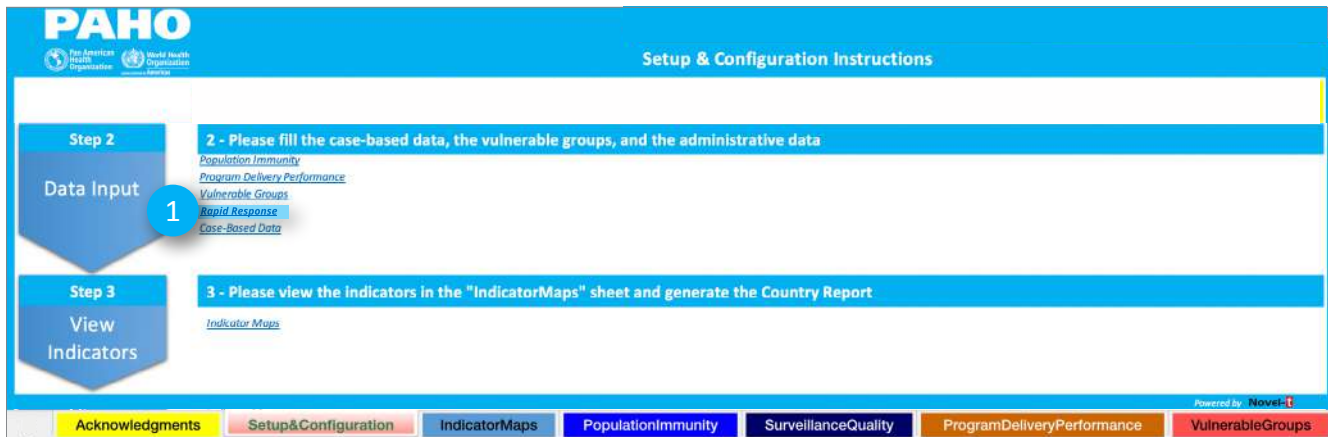 PAHO
Pan American
Health
Organization
World Health
Organization
Americas
Setup & Configuration Instructions
Step 2
2 - Please fill the case-based data, the vulnerable groups, and the administrative data
Data Input
Population Immunity
Program Delivery Performance
Vulnerable Groups
1
Rapid Response
Case-Based Data
Step 3
3 - Please view the indicators in the "IndicatorMaps" sheet and generate the Country Report
View
Indicators
Indicator Maps
Powered by Novel-t
Acknowledgments Setup&Configuration IndicatorMaps PopulationImmunity SurveillanceQuality ProgramDeliveryPerformance VulnerableGroups